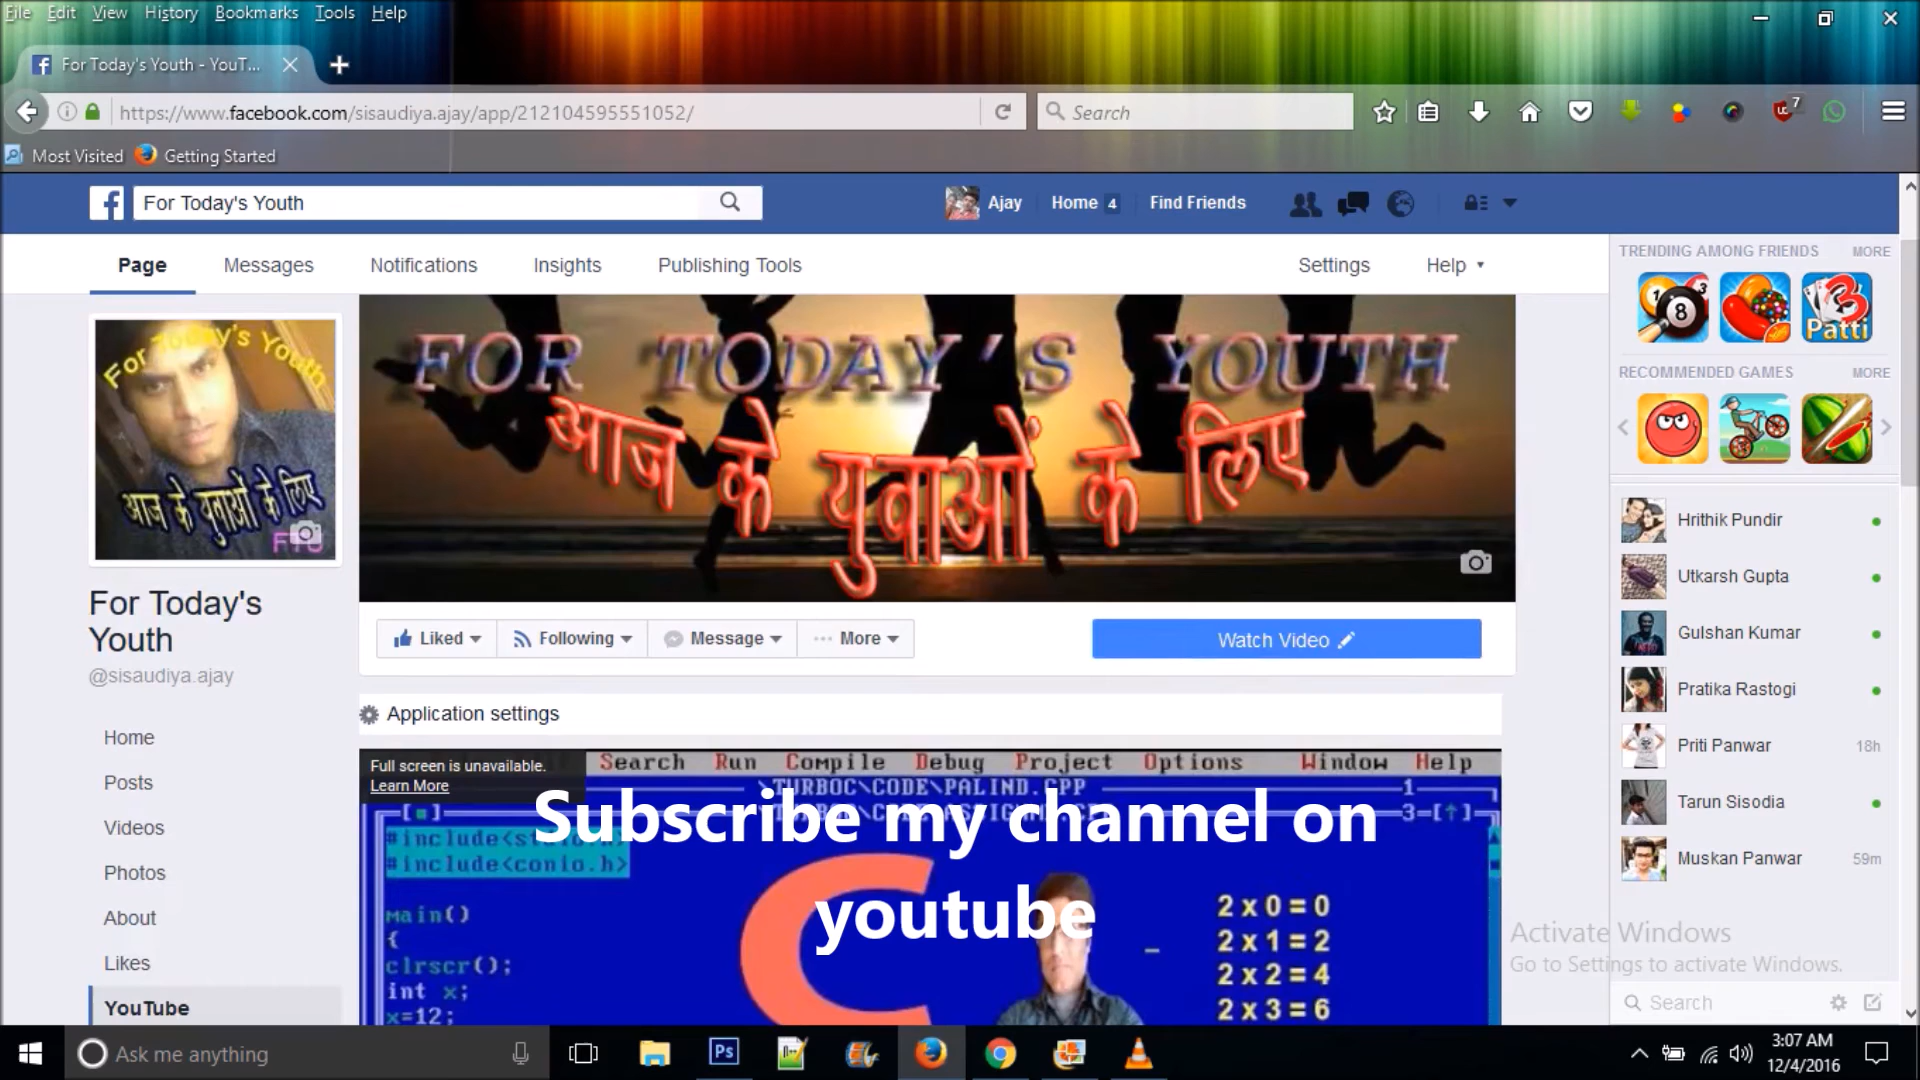 File Edit View History Bookmarks Tools Help
For Today's Youth - YouT...
https://www.facebook.com/sisaudiya.ajay/app/212104595551052/
Search
7
Most Visited
Getting Started
For Today's Youth
Ajay
Home 4
Find Friends
Page
Messages
Notifications
Insights
Publishing Tools
Settings
Help
For Today's Youth
आज के युवाओं के लिए
FOR TODAY'S YOUTH
आज के युवाओं के लिए
For Today's
Youth
@sisaudiya.ajay
Home
Posts
Videos
Photos
About
Likes
YouTube
Liked
Following
Message
More
Watch Video
Application settings
Full screen is unavailable.
Learn More
Search Run Compile Debug Project Options Window Help
\TURBOC\CODE\PALIND.CPP 1
3
#include<conio.h>
main()
{
clrscr();
int x;
x=12;
C
2 x 0 = 0
2 x 1 = 2
2 x 2 = 4
2 x 3 = 6
Subscribe my channel on
youtube
TRENDING AMONG FRIENDS MORE
8
3
Patti
RECOMMENDED GAMES MORE
Hrithik Pundir
Utkarsh Gupta
Gulshan Kumar
Pratika Rastogi
Priti Panwar 18h
Tarun Sisodia
Muskan Panwar 59m
Activate Windows
Go to Settings to activate Windows.
Search
Ask me anything
Ps
3:07 AM
12/4/2016